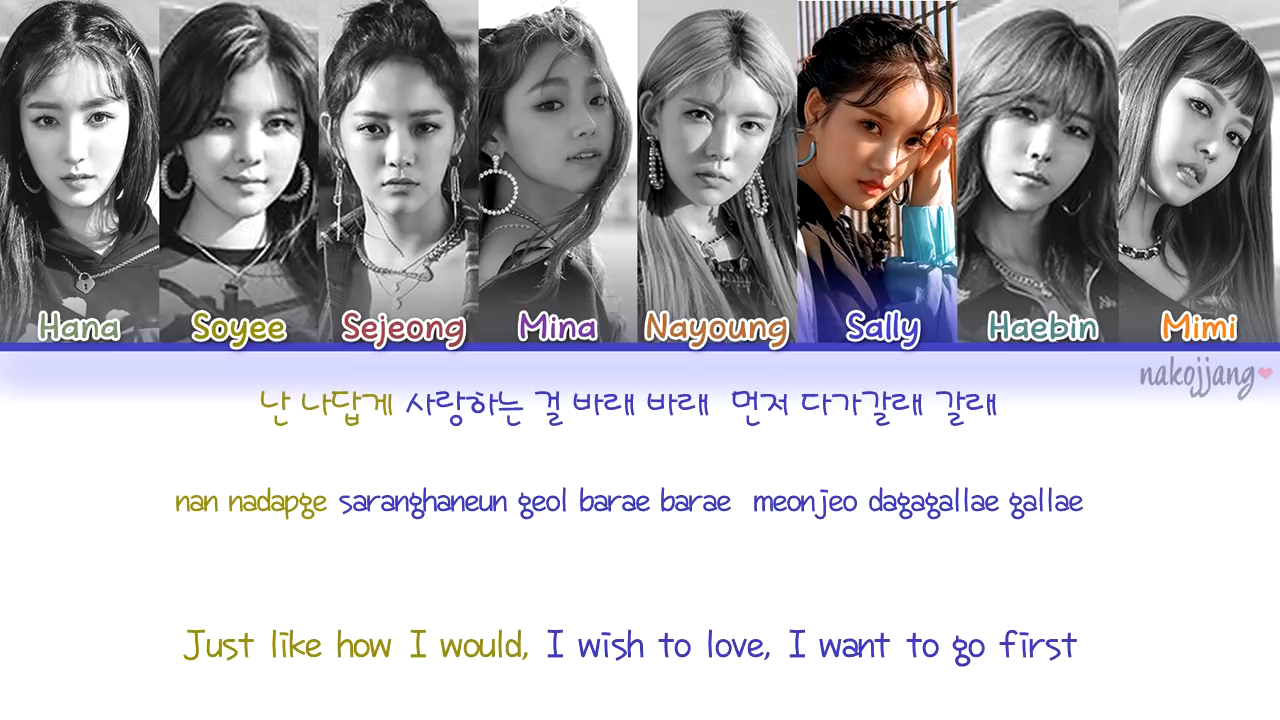 Hana Soyee Sejeong Mina Nayoung Sally Haebin Mimi
nakojjang
난 나답게 사랑하는 걸 바래 바래 먼저 다가갈래 갈래
nan nadapge saranghaneun geol barae barae meonjeo dagagallae gallae
Just like how I would, I wish to love, I want to go first